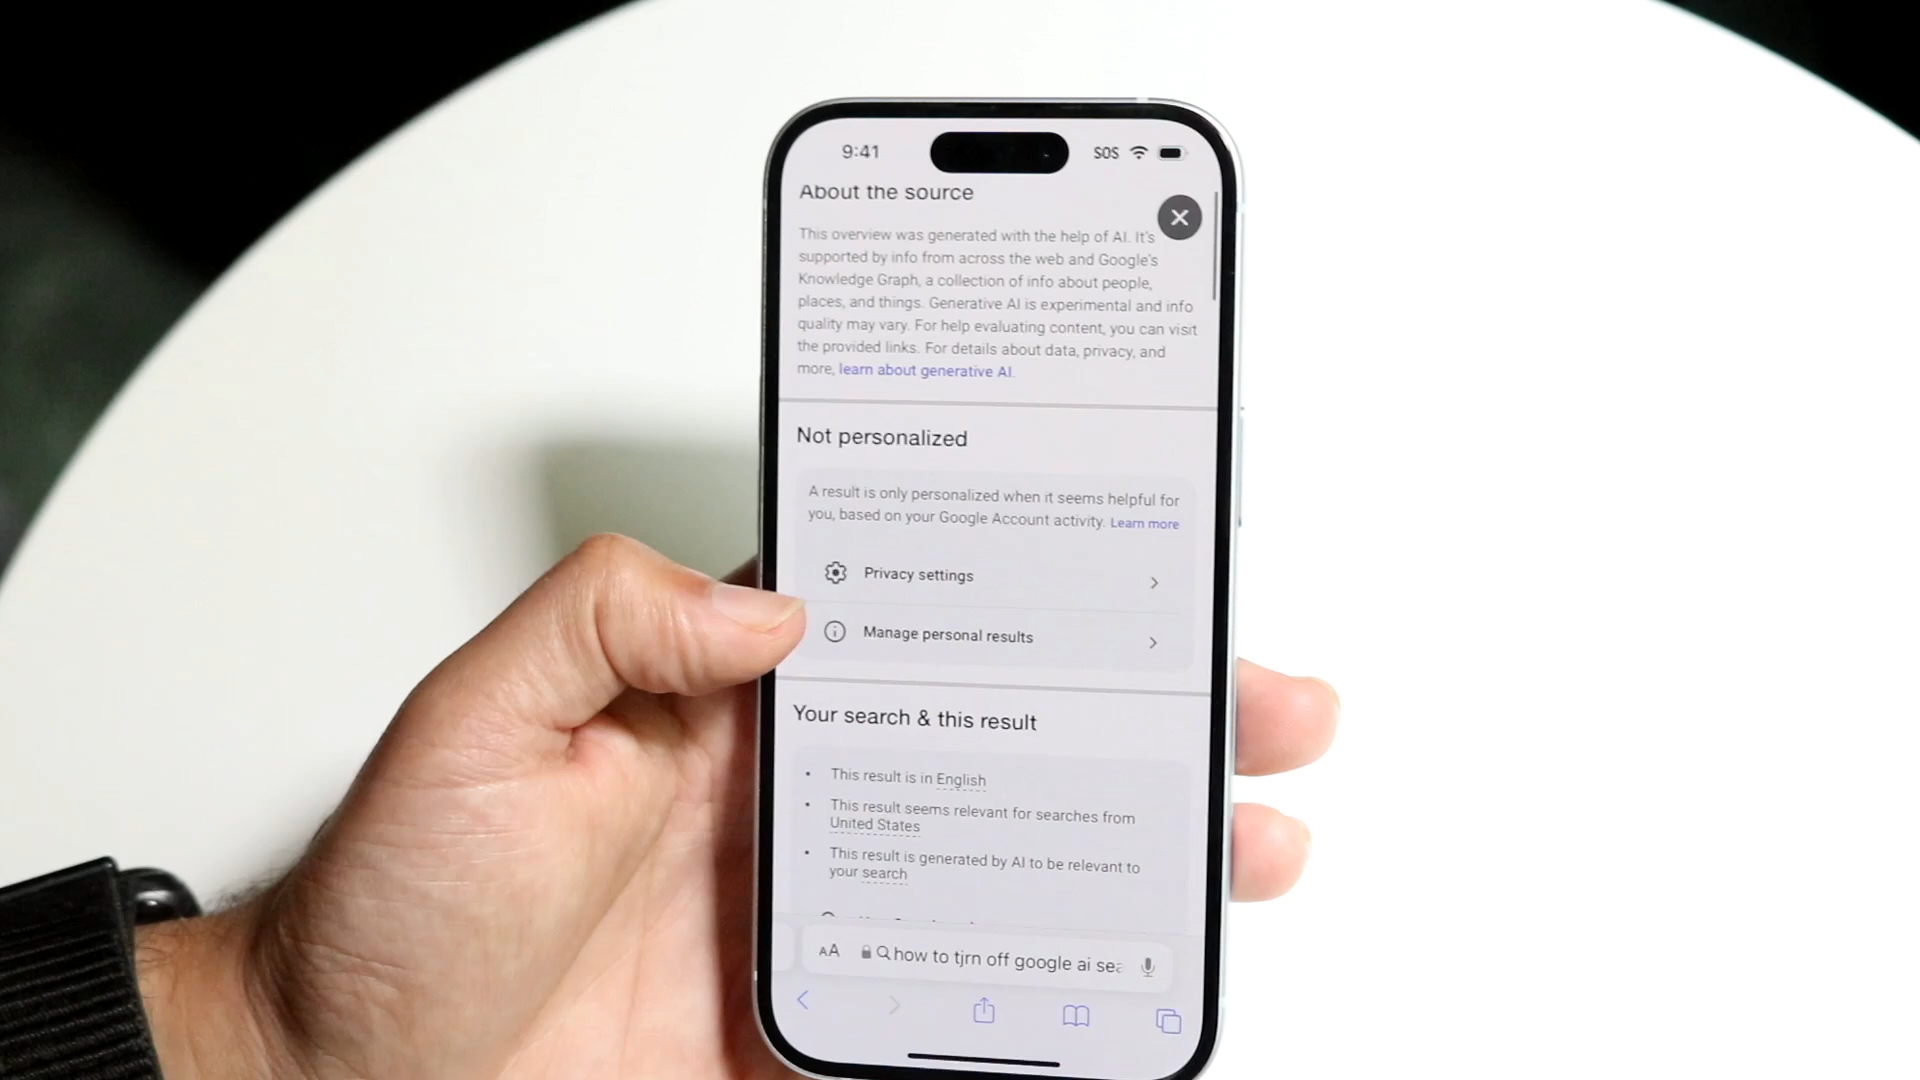 9:41
SOS
About the source
This overview was generated with the help of AI. It's
supported by info from across the web and Google's
Knowledge Graph, a collection of info about people,
places, and things. Generative AI is experimental and info
quality may vary. For help evaluating content, you can visit
the provided links. For details about data, privacy, and
more, learn about generative AI.
Not personalized
A result is only personalized when it seems helpful for
you, based on your Google Account activity. Learn more
Privacy settings
Manage personal results
Your search & this result
• This result is in English
• This result seems relevant for searches from
United States
• This result is generated by AI to be relevant to
your search
AA how to tjrn off google ai sea